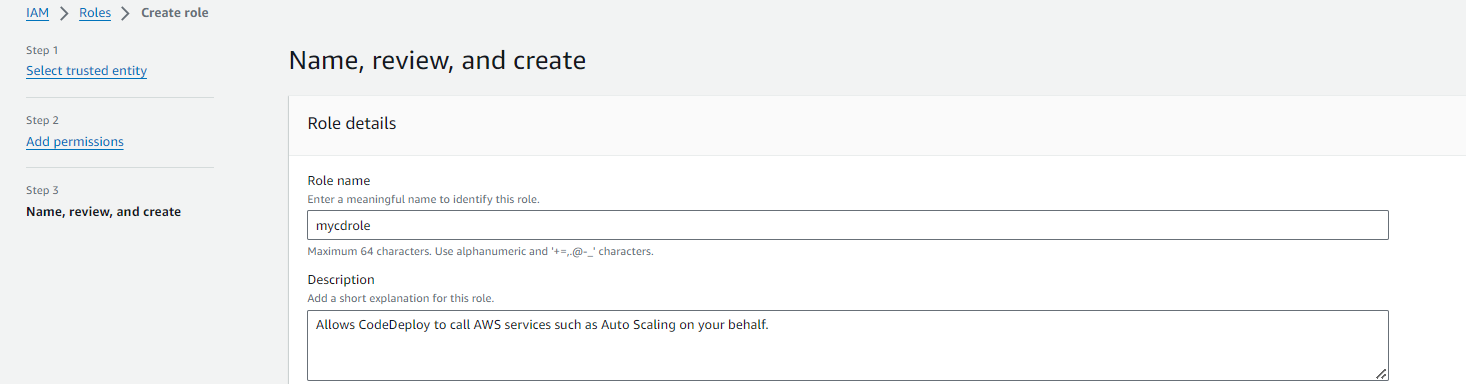 IAM > Roles > Create role
Step 1
Select trusted entity
Step 2
Add permissions
Step 3
Name, review, and create
Name, review, and create
Role details
Role name
Enter a meaningful name to identify this role.
mycdrole
Maximum 64 characters. Use alphanumeric and '+=,.@-_' characters.
Description
Add a short explanation for this role.
Allows CodeDeploy to call AWS services such as Auto Scaling on your behalf.